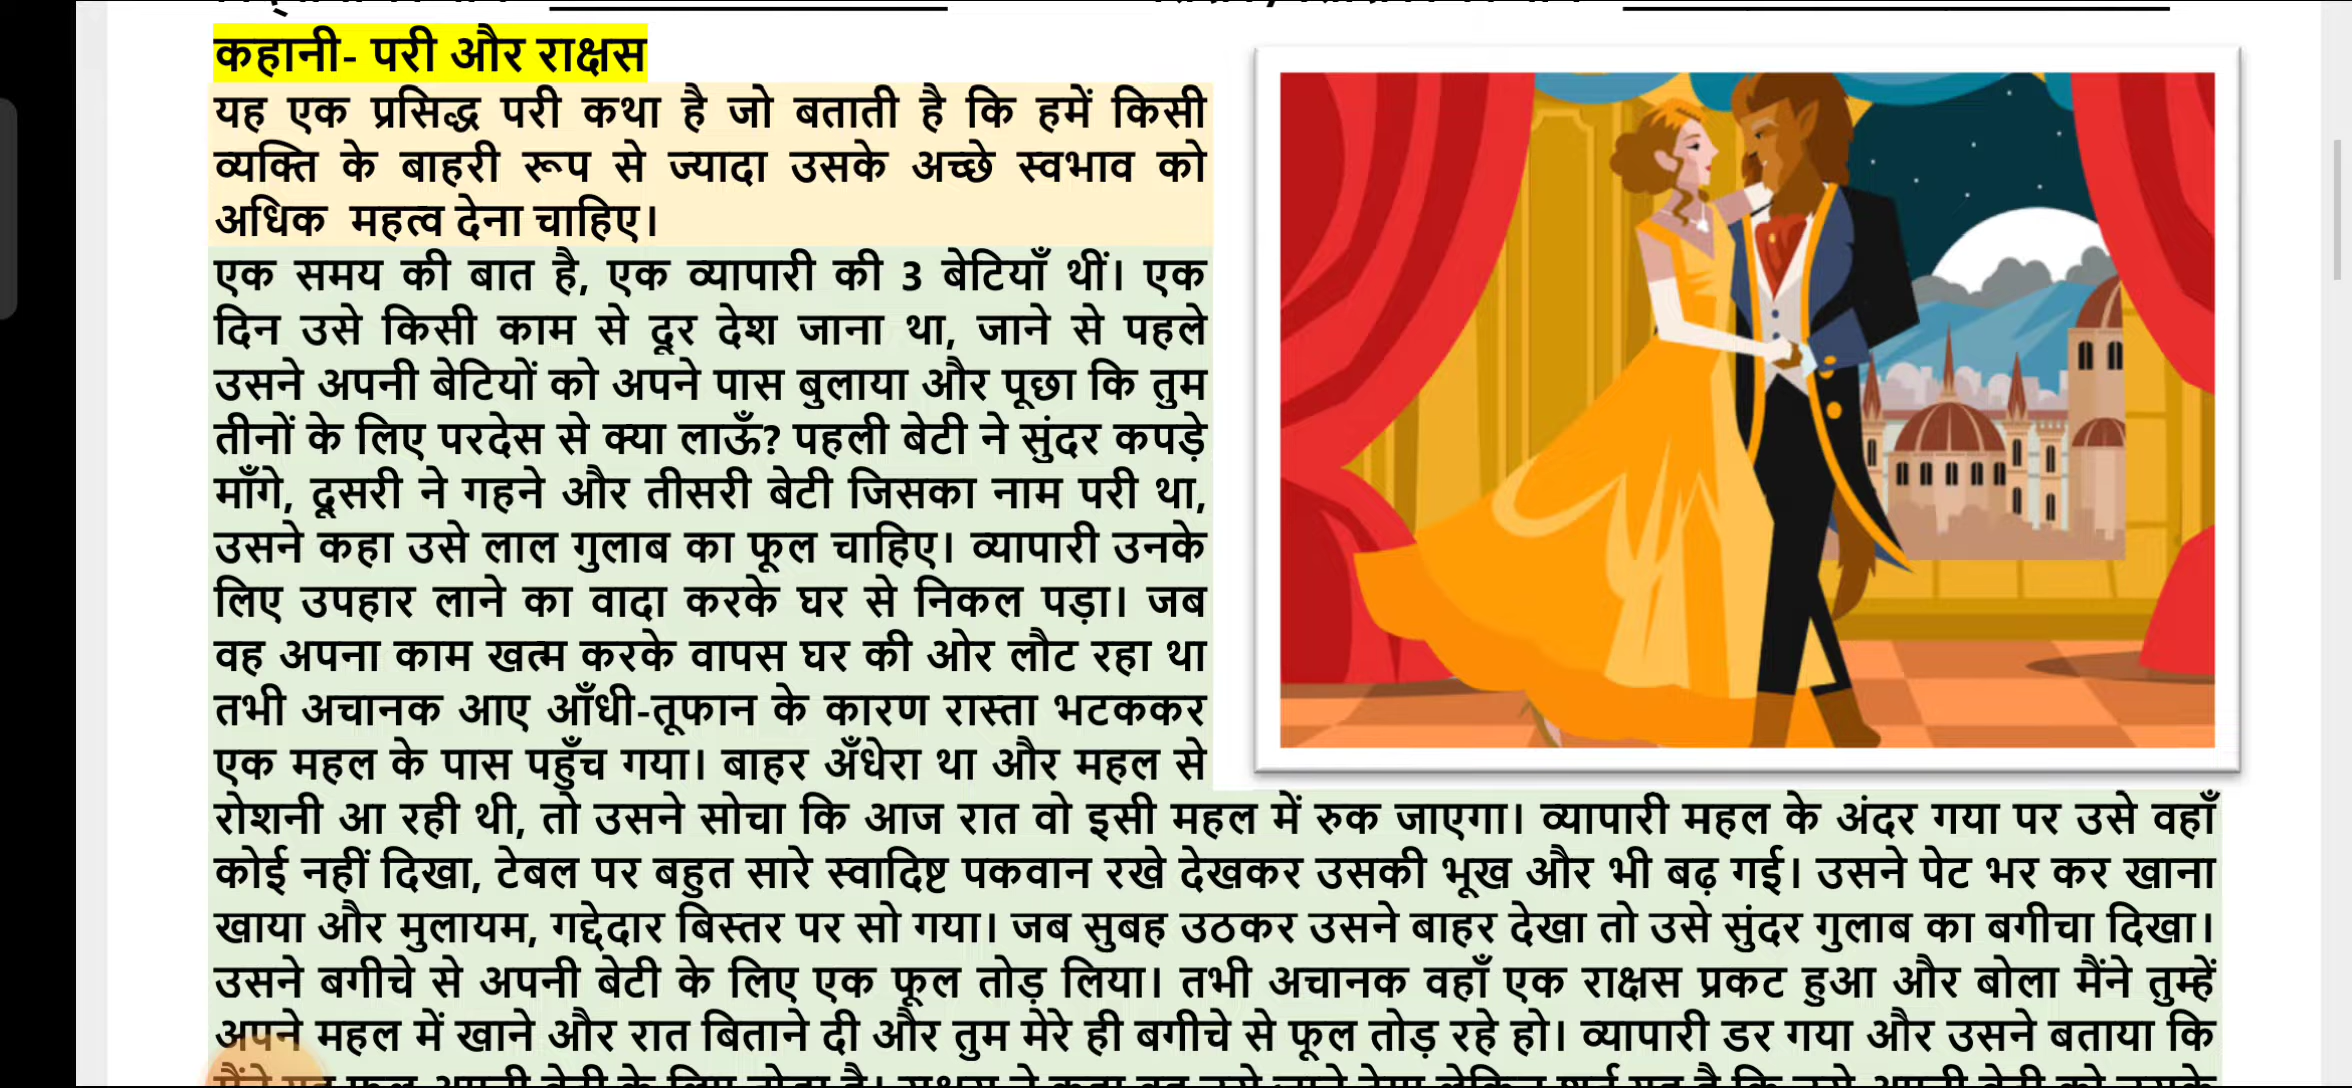 कहानी- परी और राक्षस
यह एक प्रसिद्ध परी कथा है जो बताती है कि हमें किसी
व्यक्ति के बाहरी रूप से ज्यादा उसके अच्छे स्वभाव को
अधिक महत्व देना चाहिए।
एक समय की बात है, एक व्यापारी की 3 बेटियाँ थीं। एक
दिन उसे किसी काम से दूर देश जाना था, जाने से पहले
उसने अपनी बेटियों को अपने पास बुलाया और पूछा कि तुम
तीनों के लिए परदेस से क्या लाऊँ? पहली बेटी ने सुंदर कपड़े
माँगे, दूसरी ने गहने और तीसरी बेटी जिसका नाम परी था,
उसने कहा उसे लाल गुलाब का फूल चाहिए। व्यापारी उनके
लिए उपहार लाने का वादा करके घर से निकल पड़ा। जब
वह अपना काम खत्म करके वापस घर की ओर लौट रहा था
तभी अचानक आए आँधी-तूफान के कारण रास्ता भटककर
एक महल के पास पहुँच गया। बाहर अँधेरा था और महल से
रोशनी आ रही थी, तो उसने सोचा कि आज रात वो इसी महल में रुक जाएगा। व्यापारी महल के अंदर गया पर उसे वहाँ
कोई नहीं दिखा, टेबल पर बहुत सारे स्वादिष्ट पकवान रखे देखकर उसकी भूख और भी बढ़ गई। उसने पेट भर कर खाना
खाया और मुलायम, गद्देदार बिस्तर पर सो गया। जब सुबह उठकर उसने बाहर देखा तो उसे सुंदर गुलाब का बगीचा दिखा।
उसने बगीचे से अपनी बेटी के लिए एक फूल तोड़ लिया। तभी अचानक वहाँ एक राक्षस प्रकट हुआ और बोला मैंने तुम्हें
अपने महल में खाने और रात बिताने दी और तुम मेरे ही बगीचे से फूल तोड़ रहे हो। व्यापारी डर गया और उसने बताया कि